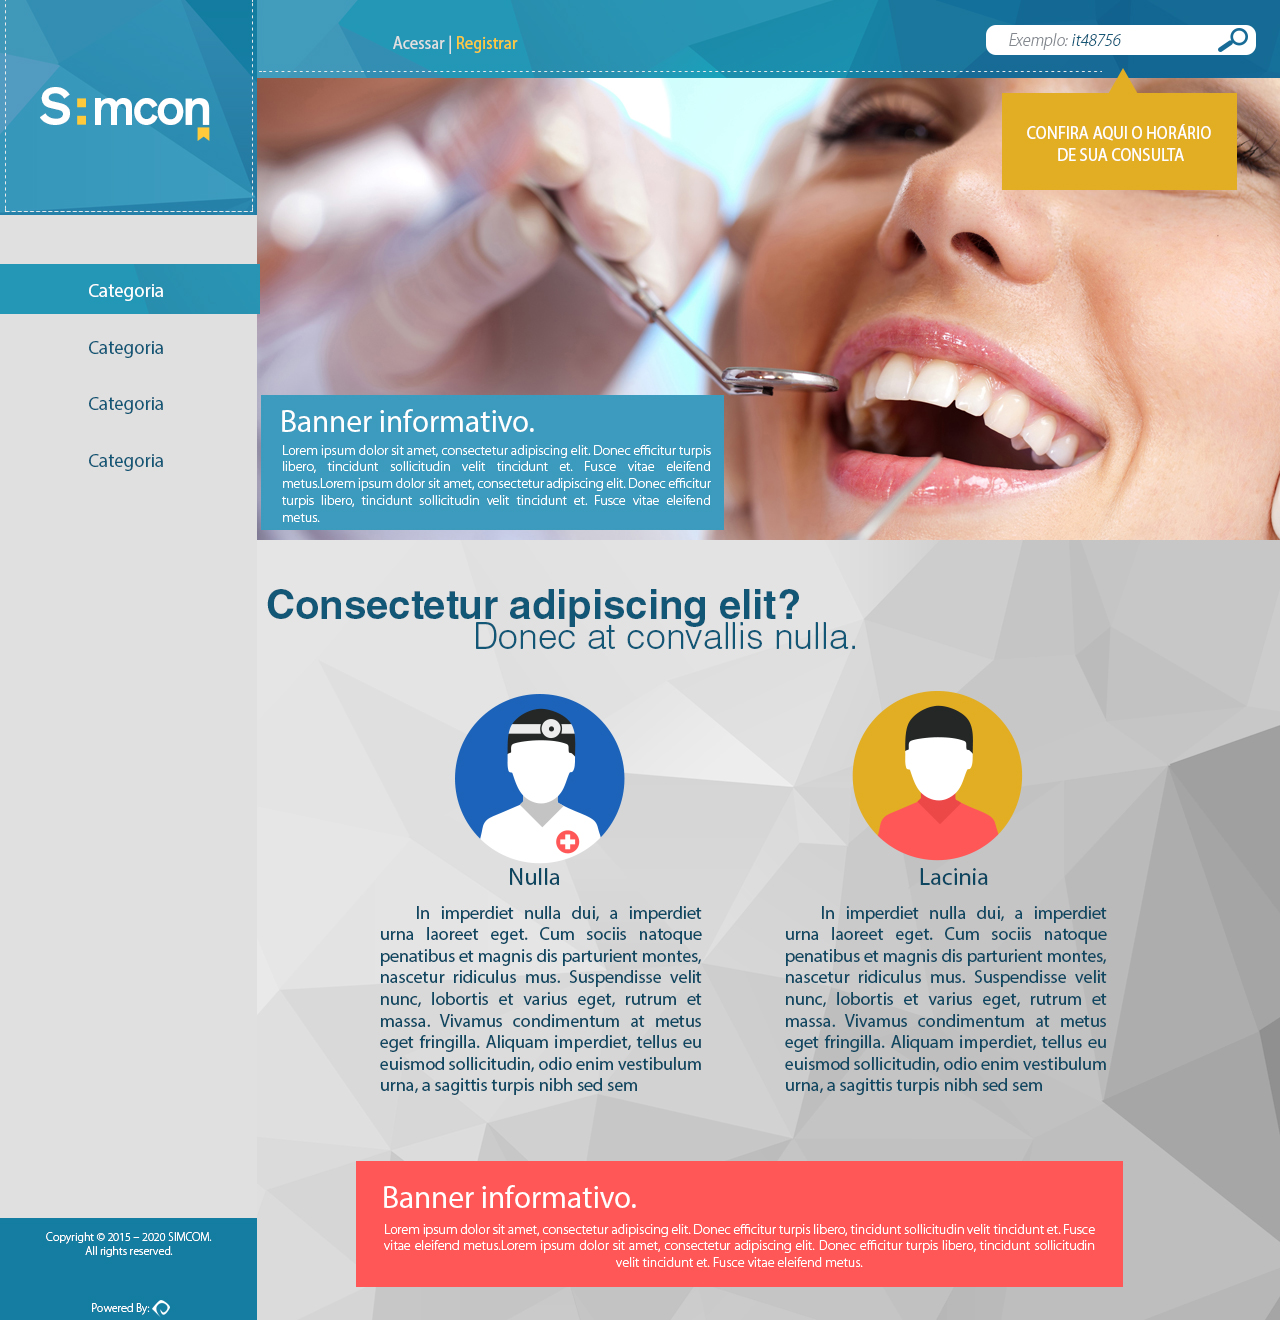 S:mcon
Acessar | Registrar
Exemplo: it48756
CONFIRA AQUI O HORÁRIO
DE SUA CONSULTA
Categoria
Categoria
Categoria
Categoria
Banner informativo.
Lorem ipsum dolor sit amet, consectetur adipiscing elit. Donec efficitur turpis
libero, tincidunt sollicitudin velit tincidunt et. Fusce vitae eleifend
metus.Lorem ipsum dolor sit amet, consectetur adipiscing elit. Donec efficitur
turpis libero, tincidunt sollicitudin velit tincidunt et. Fusce vitae eleifend
metus.
Consectetur adipiscing elit?
Donec at convallis nulla.
Nulla
In imperdiet nulla dui, a imperdiet
urna laoreet eget. Cum sociis natoque
penatibus et magnis dis parturient montes,
nascetur ridiculus mus. Suspendisse velit
nunc, lobortis et varius eget, rutrum et
massa. Vivamus condimentum at metus
eget fringilla. Aliquam imperdiet, tellus eu
euismod sollicitudin, odio enim vestibulum
urna, a sagittis turpis nibh sed sem
Lacinia
In imperdiet nulla dui, a imperdiet
urna laoreet eget. Cum sociis natoque
penatibus et magnis dis parturient montes,
nascetur ridiculus mus. Suspendisse velit
nunc, lobortis et varius eget, rutrum et
massa. Vivamus condimentum at metus
eget fringilla. Aliquam imperdiet, tellus eu
euismod sollicitudin, odio enim vestibulum
urna, a sagittis turpis nibh sed sem
Banner informativo.
Lorem ipsum dolor sit amet, consectetur adipiscing elit. Donec efficitur turpis libero, tincidunt sollicitudin velit tincidunt et. Fusce
vitae eleifend metus.Lorem ipsum dolor sit amet, consectetur adipiscing elit. Donec efficitur turpis libero, tincidunt sollicitudin
velit tincidunt et. Fusce vitae eleifend metus.
Copyright © 2015 – 2020 SIMCOM.
All rights reserved.
Powered By: